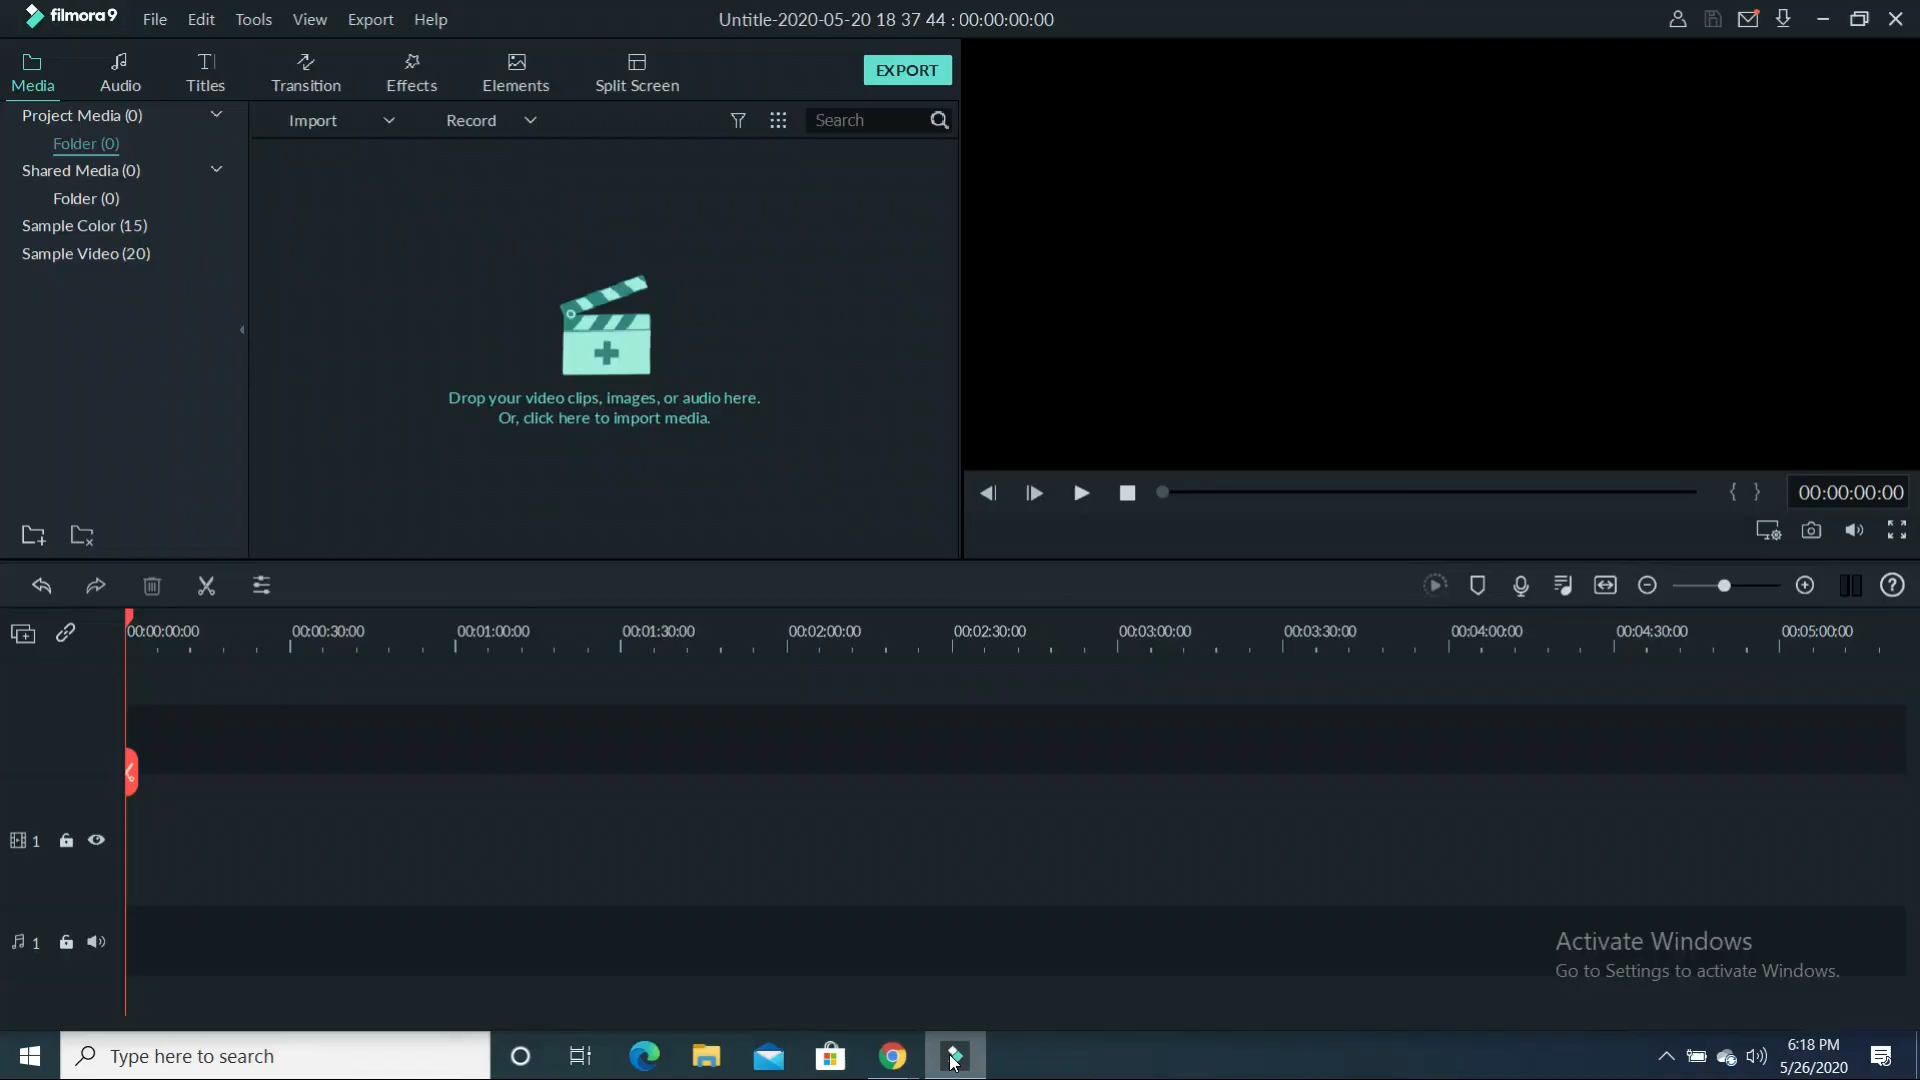 filmora9 File Edit Tools View Export Help Untitle-2020-05-20 18 37 44 : 00:00:00:00
Media Audio Titles Transition Effects Elements Split Screen EXPORT
Project Media (0)
Folder (0)
Shared Media (0)
Folder (0)
Sample Color (15)
Sample Video (20)
Import Record Search
Drop your video clips, images, or audio here.
Or, click here to import media.
{ } 00:00:00:00
00:00:00:00 00:00:30:00 00:01:00:00 00:01:30:00 00:02:00:00 00:02:30:00 00:03:00:00 00:03:30:00 00:04:00:00 00:04:30:00 00:05:00:00
1
1
Activate Windows
Go to Settings to activate Windows.
Type here to search
6:18 PM
5/26/2020